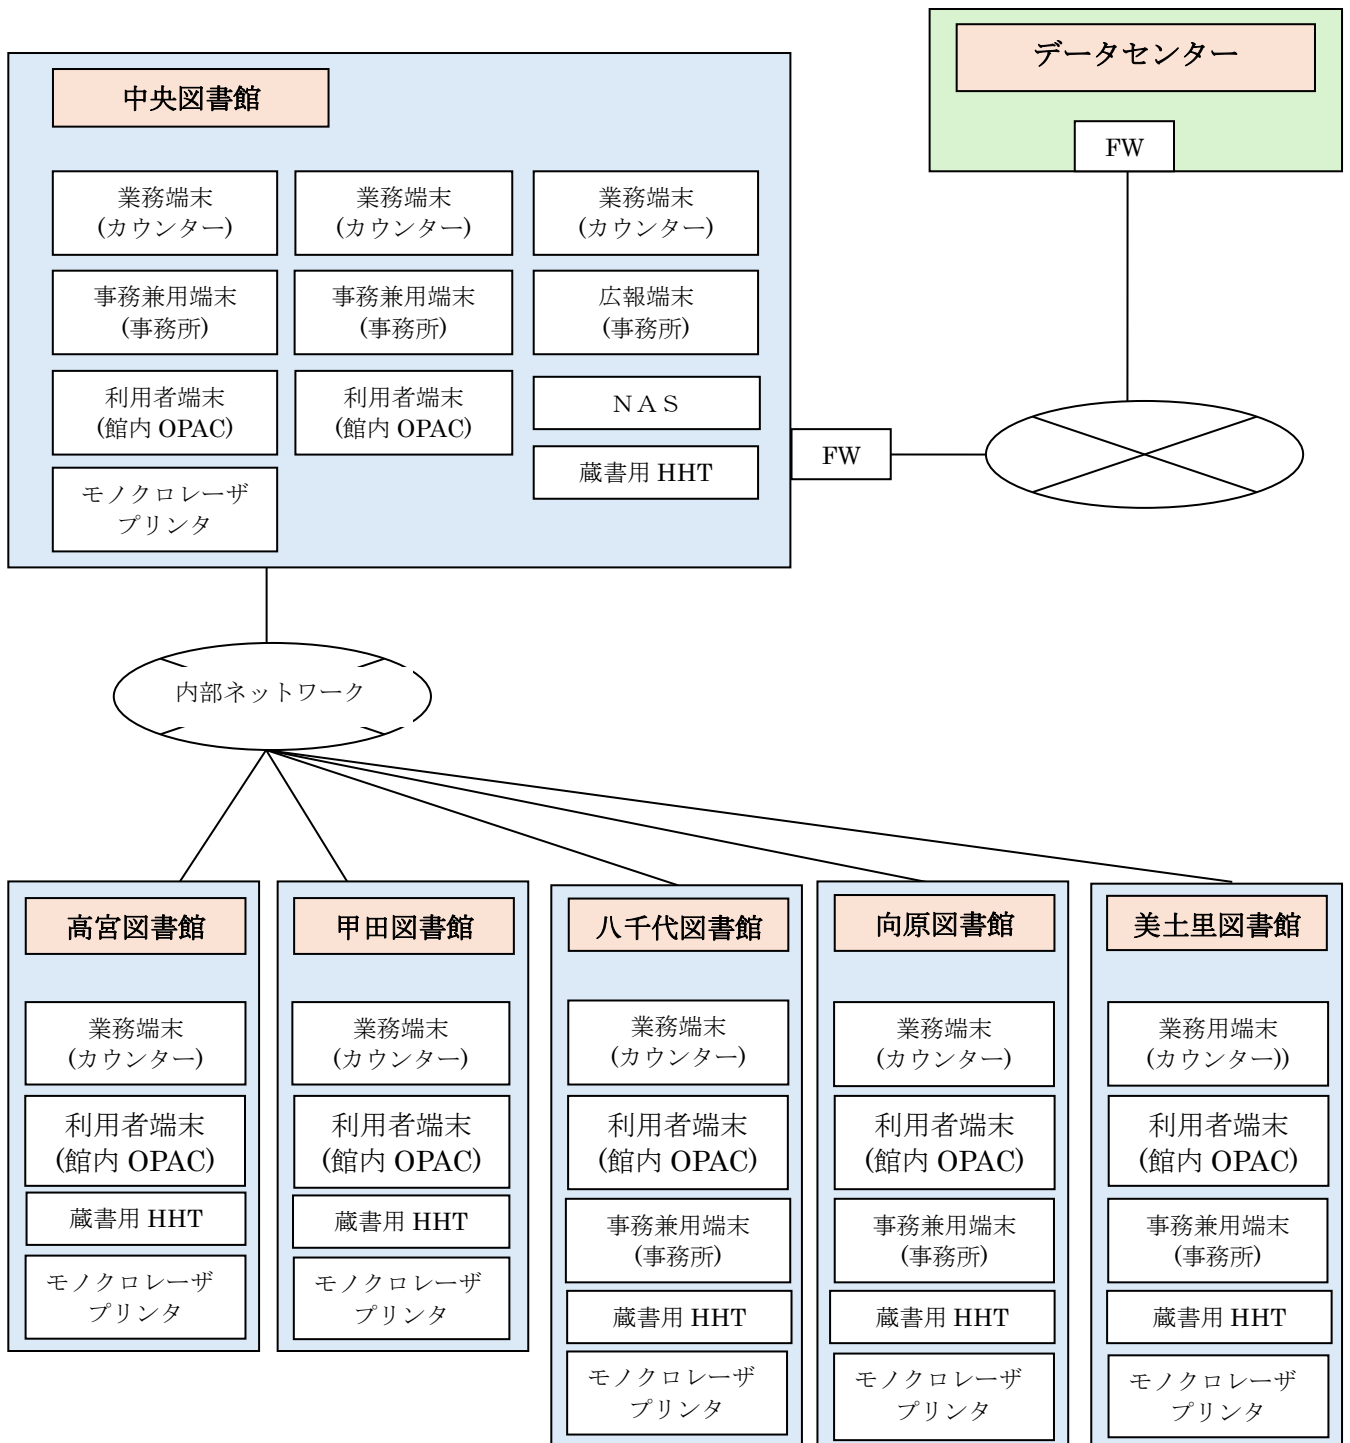 データセンター
FW
中央図書館
業務端末
(カウンター)
業務端末
(カウンター)
業務端末
(カウンター)
事務兼用端末
(事務所)
事務兼用端末
(事務所)
広報端末
(事務所)
利用者端末
(館内 OPAC)
利用者端末
(館内 OPAC)
ＮＡＳ
蔵書用 HHT
モノクロレーザ
プリンタ
FW
内部ネットワーク
高宮図書館
業務端末
(カウンター)
利用者端末
(館内 OPAC)
蔵書用 HHT
モノクロレーザ
プリンタ
甲田図書館
業務端末
(カウンター)
利用者端末
(館内 OPAC)
蔵書用 HHT
モノクロレーザ
プリンタ
八千代図書館
業務端末
(カウンター)
利用者端末
(館内 OPAC)
事務兼用端末
(事務所)
蔵書用 HHT
モノクロレーザ
プリンタ
向原図書館
業務端末
(カウンター)
利用者端末
(館内 OPAC)
事務兼用端末
(事務所)
蔵書用 HHT
モノクロレーザ
プリンタ
美土里図書館
業務用端末
(カウンター))
利用者端末
(館内 OPAC)
事務兼用端末
(事務所)
蔵書用 HHT
モノクロレーザ
プリンタ